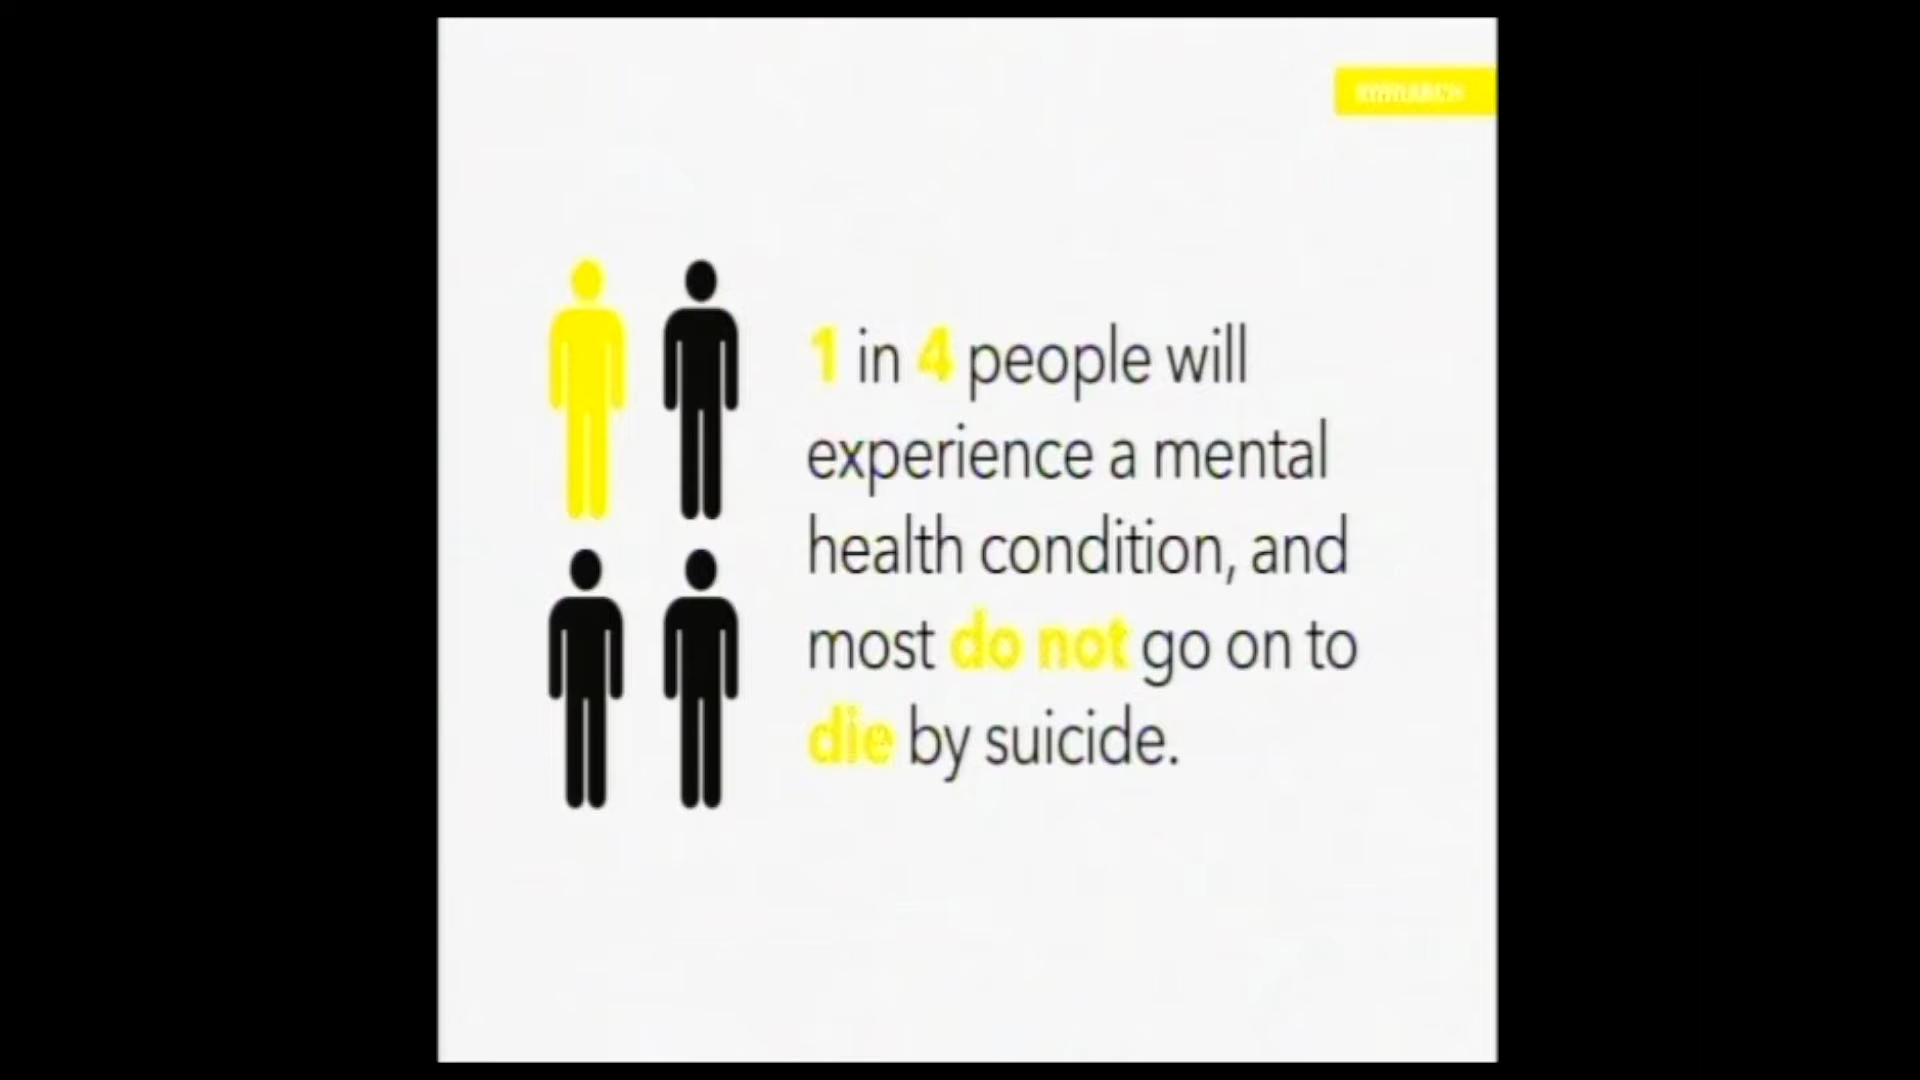 1 in 4 people will
experience a mental
health condition, and
most do not go on to
die by suicide.